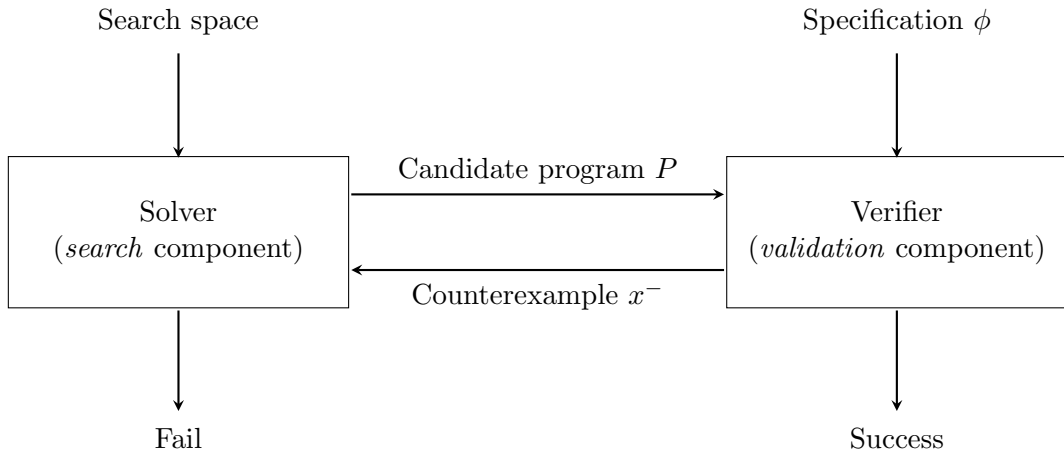 Search space
Specification ϕ
Candidate program P
Solver
(search component)
Verifier
(validation component)
Counterexample x⁻
Fail
Success